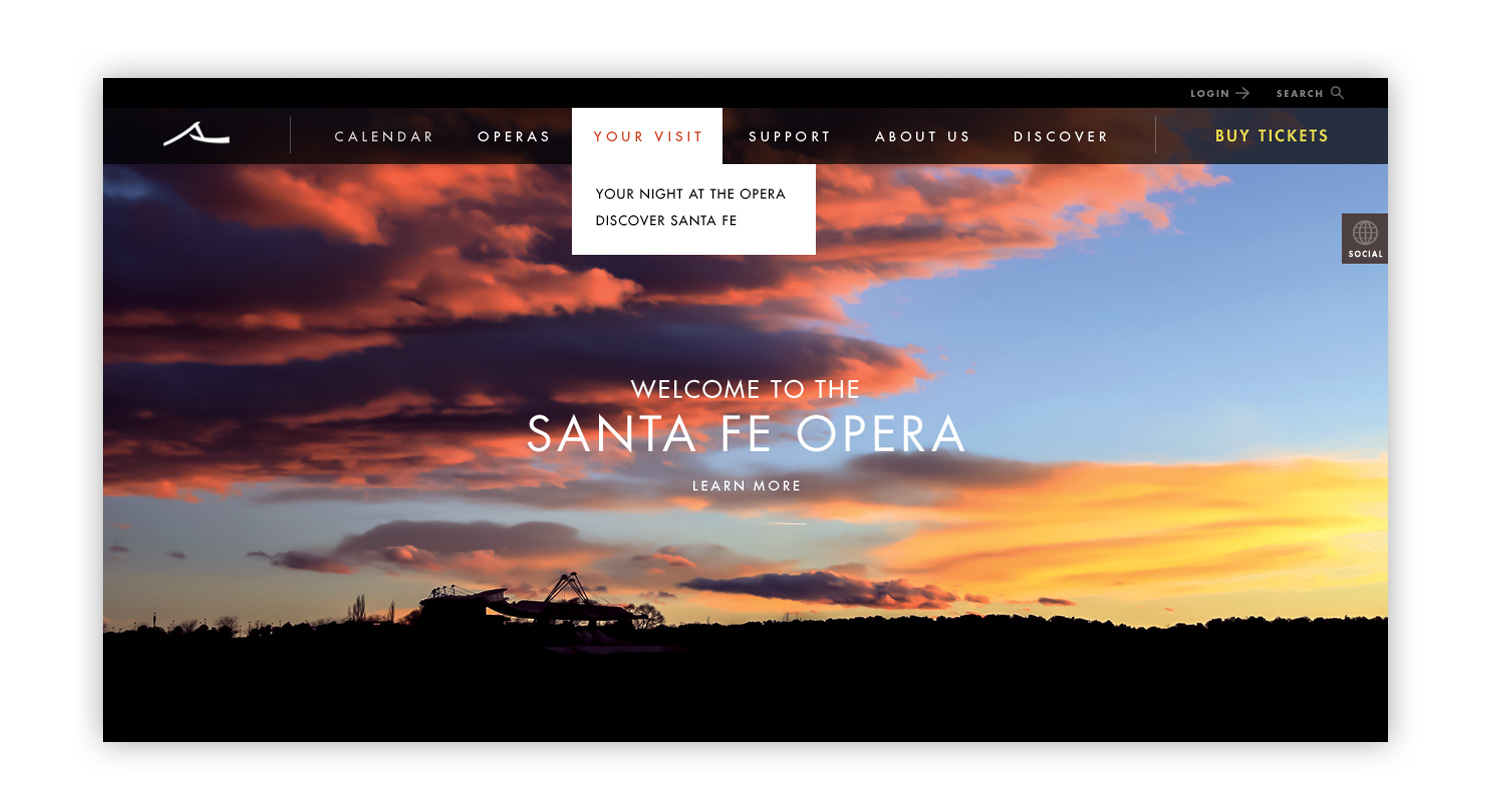 LOGIN
SEARCH
CALENDAR
OPERAS
YOUR VISIT
SUPPORT
ABOUT US
DISCOVER
BUY TICKETS
YOUR NIGHT AT THE OPERA
DISCOVER SANTA FE
SOCIAL
WELCOME TO THE
SANTA FE OPERA
LEARN MORE